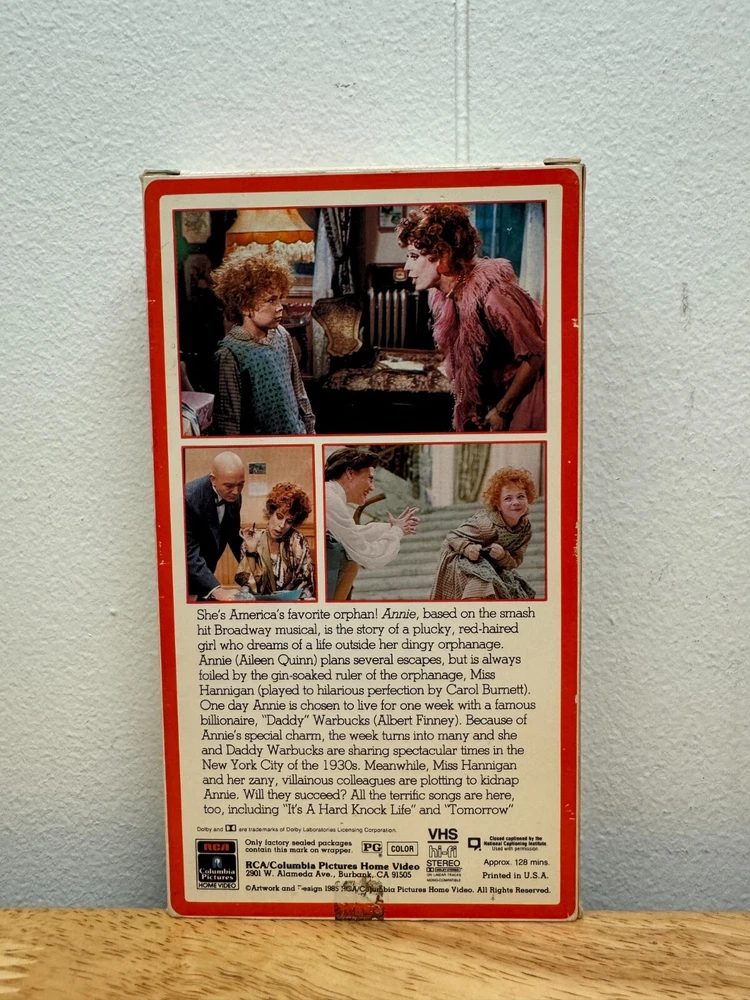 She's America's favorite orphan! Annie, based on the smash
hit Broadway musical, is the story of a plucky, red-haired
girl who dreams of a life outside her dingy orphanage.
Annie (Aileen Quinn) plans several escapes, but is always
foiled by the gin-soaked ruler of the orphanage, Miss
Hannigan (played to hilarious perfection by Carol Burnett).
One day Annie is chosen to live for one week with a famous
billionaire, "Daddy" Warbucks (Albert Finney). Because of
Annie's special charm, the week turns into many and she
and Daddy Warbucks are sharing spectacular times in the
New York City of the 1930s. Meanwhile, Miss Hannigan
and her zany, villainous colleagues are plotting to kidnap
Annie. Will they succeed? All the terrific songs are here,
too, including "It's A Hard Knock Life" and "Tomorrow"
Dolby and are trademarks of Dolby Laboratories Licensing Corporation.
RCA
Columbia
Pictures
HOME VIDEO
Only factory sealed packages
contain this mark on wrapper.
PG COLOR
RCA/Columbia Pictures Home Video
2901 W. Alameda Ave., Burbank, CA 91505
©Artwork and Design 1985 RCA/Columbia Pictures Home Video. All Rights Reserved.
VHS
hi-fi
STEREO
ON LINEAR TRACKS
MONO-COMPATIBLE
Closed captioned by the
National Captioning Institute.
Used with permission.
Approx. 128 mins.
Printed in U.S.A.